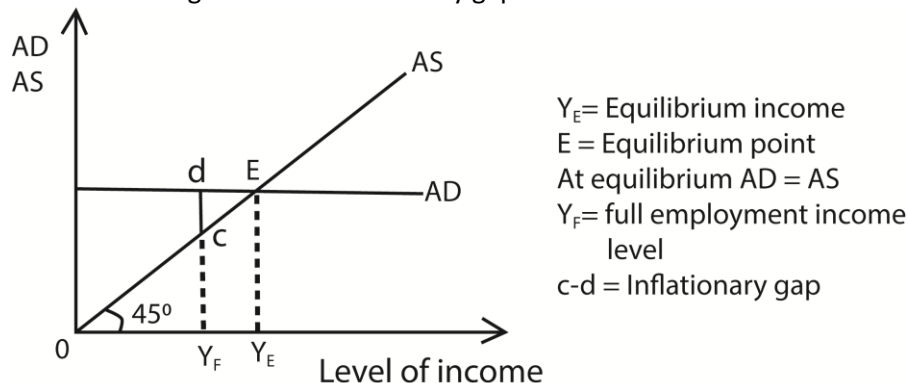 AD
AS
AS
d
E
AD
c
45⁰
0
Y_F
Y_E
Level of income
Y_E= Equilibrium income
E = Equilibrium point
At equilibrium AD = AS
Y_F= full employment income
level
c-d = Inflationary gap